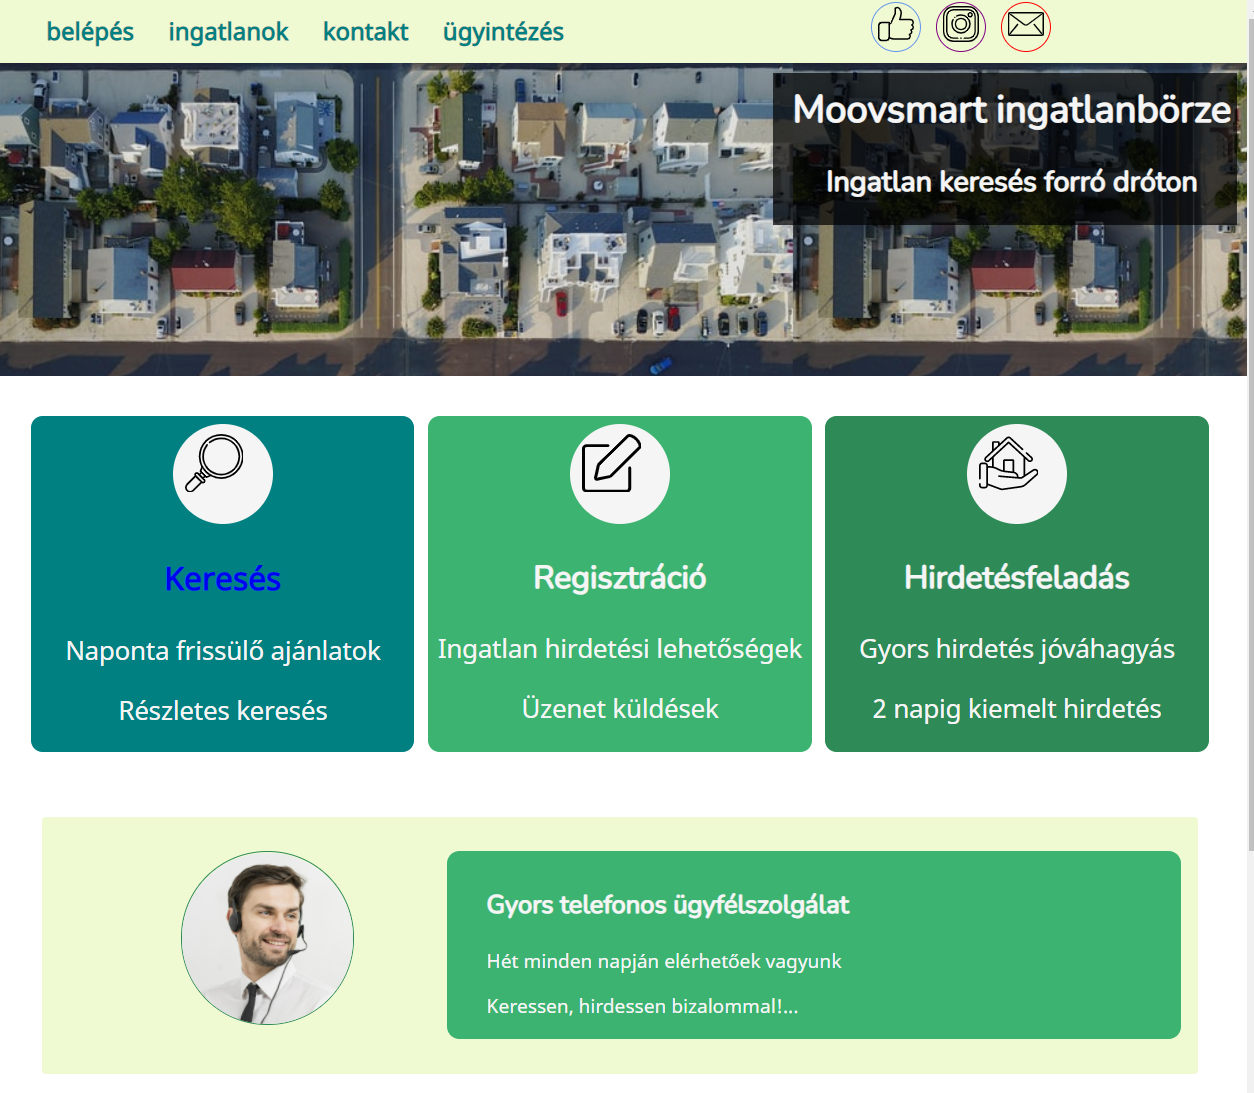 belépés ingatlanok kontakt ügyintézés
Moovsmart ingatlanbörze
Ingatlan keresés forró dróton
Keresés
Naponta frissülő ajánlatok
Részletes keresés
Regisztráció
Ingatlan hirdetési lehetőségek
Üzenet küldések
Hirdetésfeladás
Gyors hirdetés jóváhagyás
2 napig kiemelt hirdetés
Gyors telefonos ügyfélszolgálat
Hét minden napján elérhetőek vagyunk
Keressen, hirdessen bizalommal!...